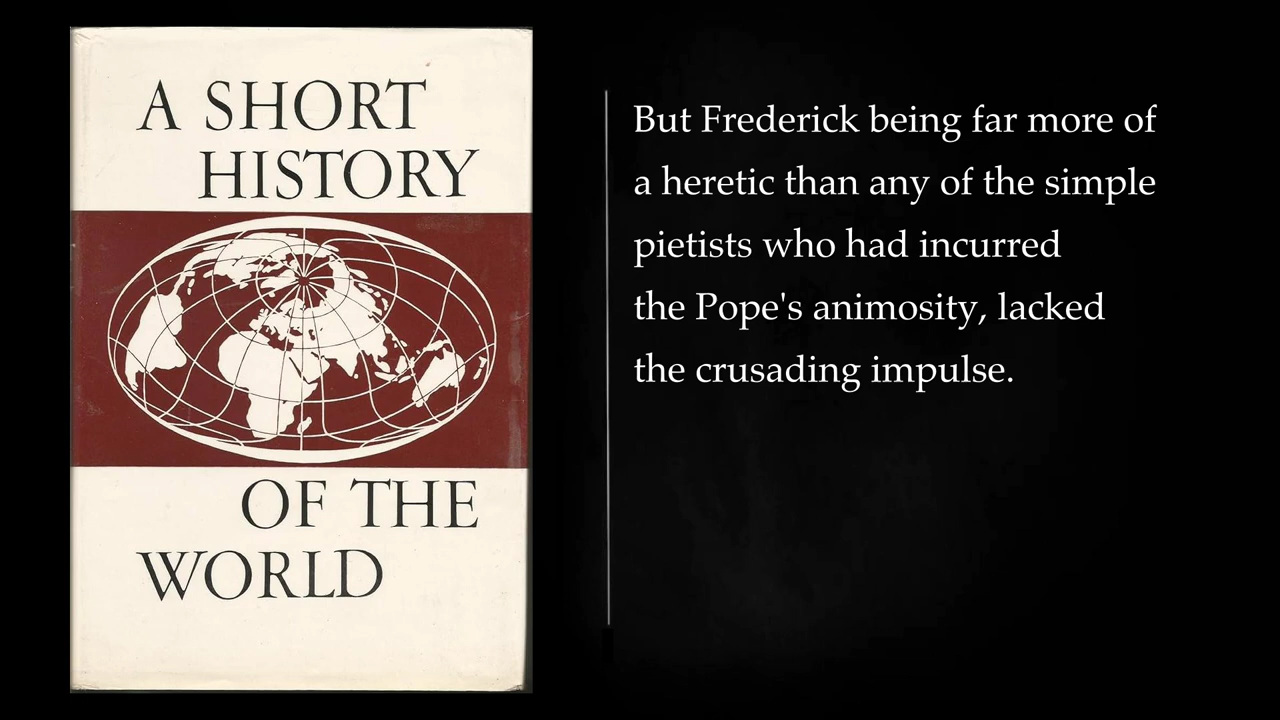 A SHORT
HISTORY
OF THE
WORLD
But Frederick being far more of
a heretic than any of the simple
pietists who had incurred
the Pope's animosity, lacked
the crusading impulse.